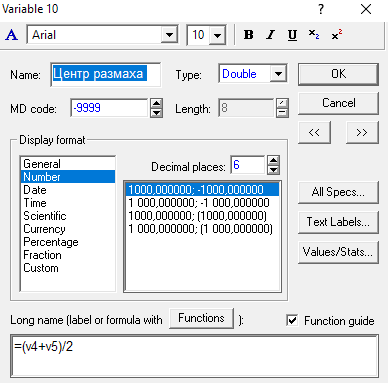 Variable 10
A Arial 10 B I U x₂ x²
Name: Центр размаха Type: Double OK
MD code: -9999 Length: 8 Cancel
<< >>
Display format
General
Number
Date
Time
Scientific
Currency
Percentage
Fraction
Custom
Decimal places: 6
1000,000000; -1000,000000
1 000,000000; -1 000,000000
1000,000000; (1000,000000)
1 000,000000; (1 000,000000)
All Specs...
Text Labels...
Values/Stats...
Long name (label or formula with Functions ): Function guide
=(v4+v5)/2